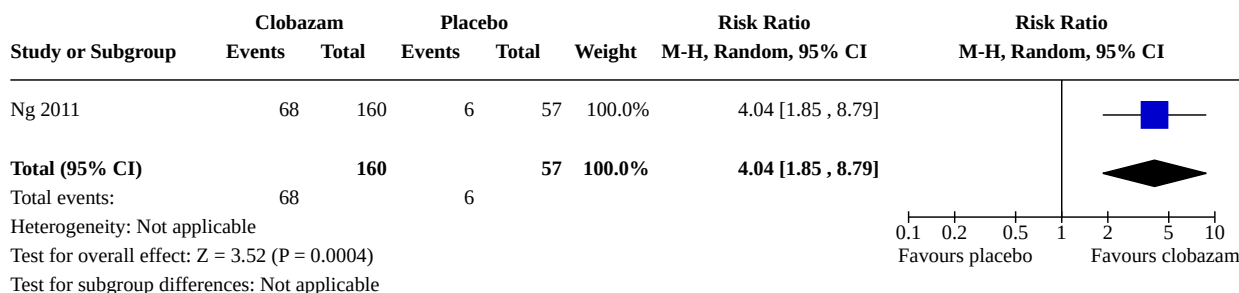 Clobazam Placebo Risk Ratio Risk Ratio
Study or Subgroup Events Total Events Total Weight M-H, Random, 95% CI M-H, Random, 95% CI
Ng 2011 68 160 6 57 100.0% 4.04 [1.85 , 8.79]
Total (95% CI) 160 57 100.0% 4.04 [1.85 , 8.79]
Total events: 68 6
Heterogeneity: Not applicable
Test for overall effect: Z = 3.52 (P = 0.0004)
Test for subgroup differences: Not applicable
0.1 0.2 0.5 1 2 5 10
Favours placebo Favours clobazam